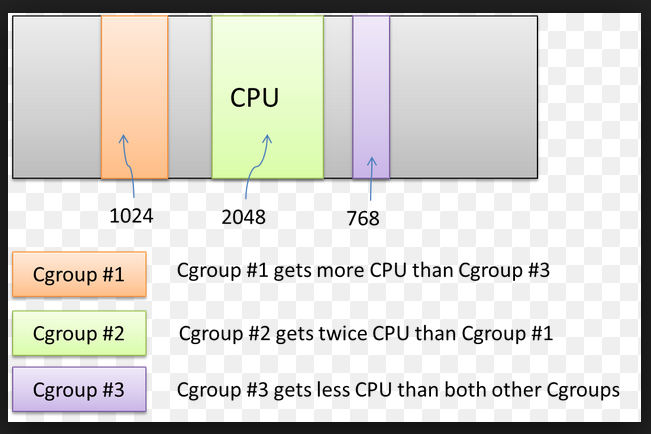 CPU
1024
2048
768
Cgroup #1
Cgroup #1 gets more CPU than Cgroup #3
Cgroup #2
Cgroup #2 gets twice CPU than Cgroup #1
Cgroup #3
Cgroup #3 gets less CPU than both other Cgroups